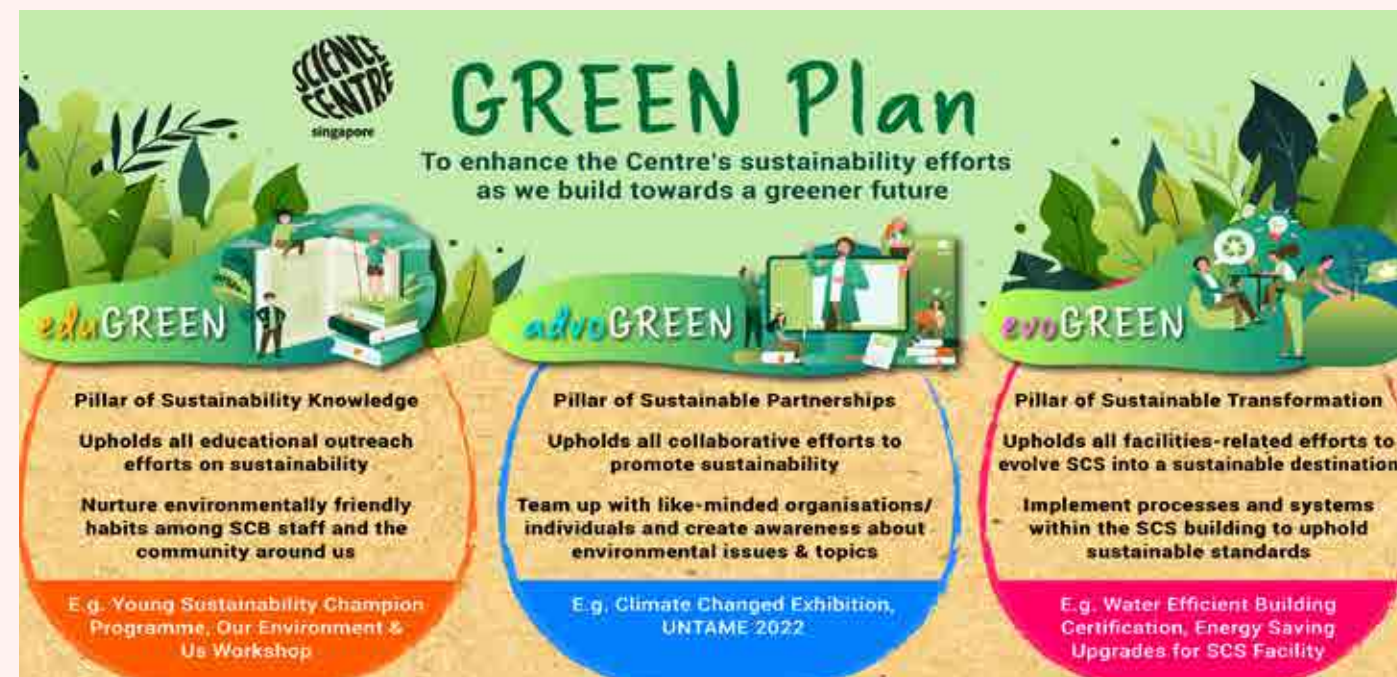 SCIENCE
CENTRE
singapore
GREEN Plan
To enhance the Centre's sustainability efforts
as we build towards a greener future
eduGREEN
Pillar of Sustainability Knowledge
Upholds all educational outreach
efforts on sustainability
Nurture environmentally friendly
habits among SCB staff and the
community around us
E.g. Young Sustainability Champion
Programme, Our Environment &
Us Workshop
advoGREEN
Pillar of Sustainable Partnerships
Upholds all collaborative efforts to
promote sustainability
Team up with like-minded organisations/
individuals and create awareness about
environmental issues & topics
E.g. Climate Changed Exhibition,
UNTAME 2022
evoGREEN
Pillar of Sustainable Transformation
Upholds all facilities-related efforts to
evolve SCS into a sustainable destination
Implement processes and systems
within the SCS building to uphold
sustainable standards
E.g. Water Efficient Building
Certification, Energy Saving
Upgrades for SCS Facility